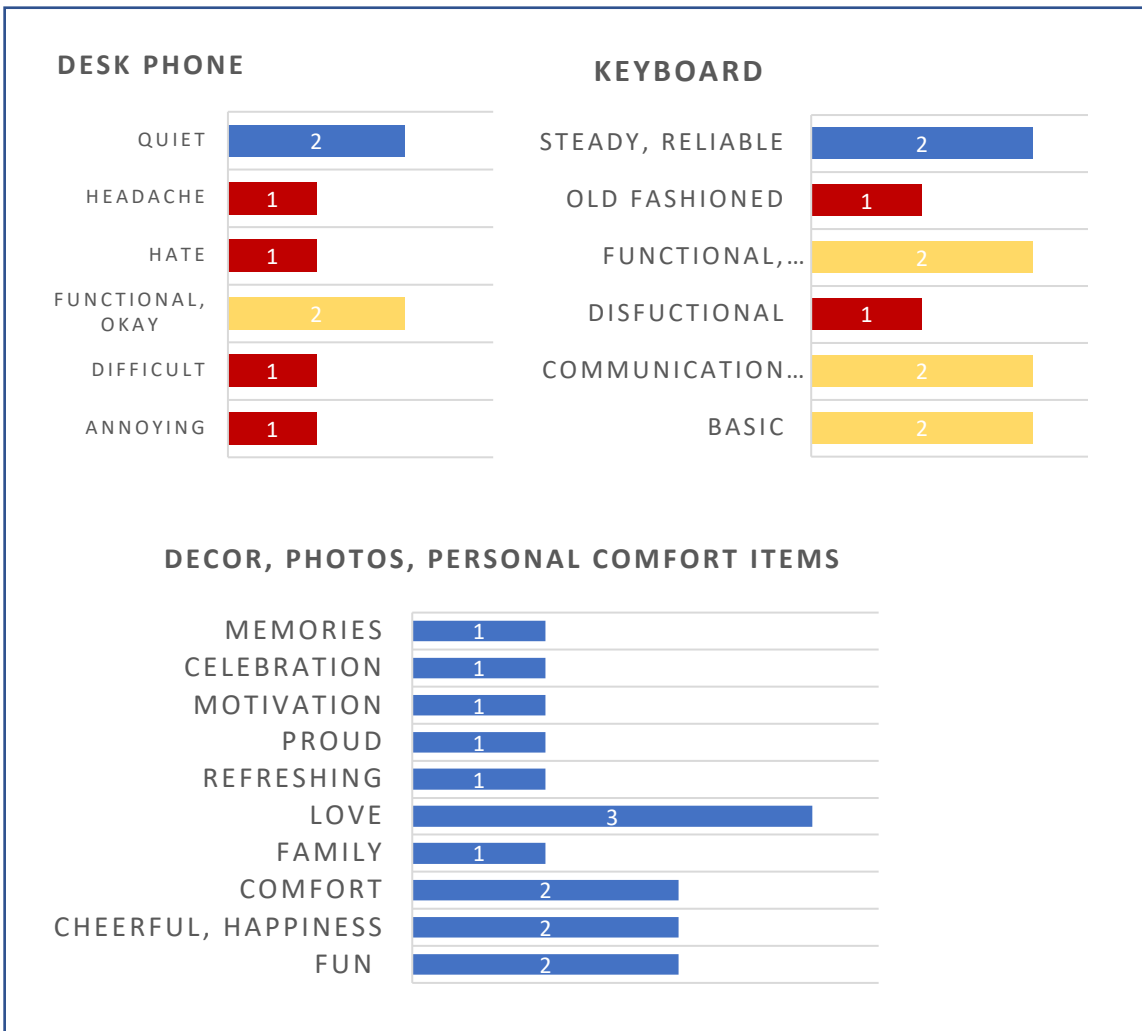 DESK PHONE
QUIET 2
HEADACHE 1
HATE 1
FUNCTIONAL,
OKAY 2
DIFFICULT 1
ANNOYING 1
KEYBOARD
STEADY, RELIABLE 2
OLD FASHIONED 1
FUNCTIONAL,... 2
DISFUCTIONAL 1
COMMUNICATION... 2
BASIC 2
DECOR, PHOTOS, PERSONAL COMFORT ITEMS
MEMORIES 1
CELEBRATION 1
MOTIVATION 1
PROUD 1
REFRESHING 1
LOVE 3
FAMILY 1
COMFORT 2
CHEERFUL, HAPPINESS 2
FUN 2